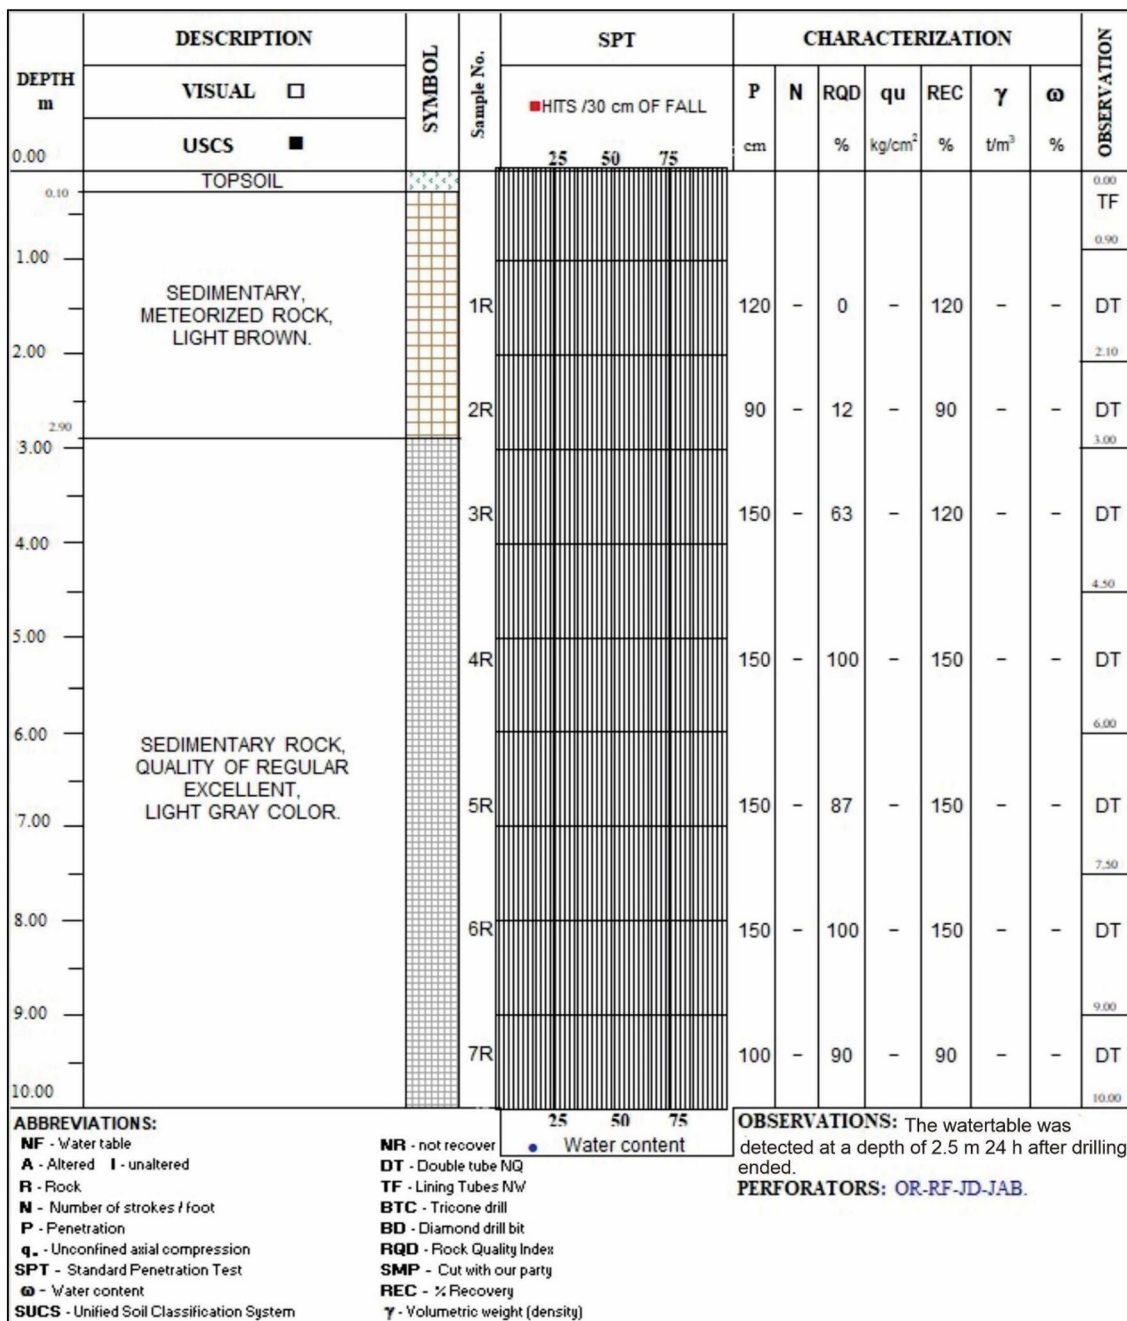 DEPTH
m
0.00
DESCRIPTION
VISUAL
USCS
SYMBOL
Sample No.
SPT
HITS /30 cm OF FALL
25 50 75
CHARACTERIZATION
P N RQD qu REC γ ω
cm % kg/cm² % t/m³ %
OBSERVATION
TOPSOIL
0.00
TF
0.10
0.90
1.00
SEDIMENTARY,
METEORIZED ROCK,
LIGHT BROWN.
1R 120 - 0 - 120 - - DT
2.00
2.10
2R 90 - 12 - 90 - - DT
2.90
3.00
3.00
3R 150 - 63 - 120 - - DT
4.00
4.50
5.00
4R 150 - 100 - 150 - - DT
6.00
6.00
SEDIMENTARY ROCK,
QUALITY OF REGULAR
EXCELLENT,
LIGHT GRAY COLOR.
5R 150 - 87 - 150 - - DT
7.00
7.50
8.00
6R 150 - 100 - 150 - - DT
9.00
9.00
7R 100 - 90 - 90 - - DT
10.00
10.00
25 50 75
Water content
ABBREVIATIONS:
NF - Water table
A - Altered I - unaltered
R - Rock
N - Number of strokes / foot
P - Penetration
q. - Unconfined axial compression
SPT - Standard Penetration Test
ω - Water content
SUCS - Unified Soil Classification System
NR - not recover
DT - Double tube NQ
TF - Lining Tubes NW
BTC - Tricone drill
BD - Diamond drill bit
RQD - Rock Quality Index
SMP - Cut with our party
REC - % Recovery
γ - Volumetric weight (density)
OBSERVATIONS: The watertable was
detected at a depth of 2.5 m 24 h after drilling
ended.
PERFORATORS: OR-RF-JD-JAB.